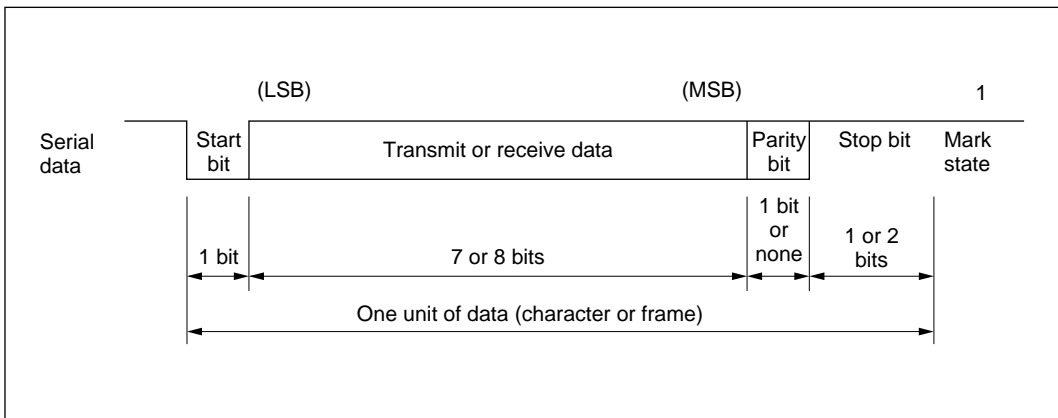 (LSB)
(MSB)
1
Serial
data
Start
bit
Transmit or receive data
Parity
bit
Stop bit
Mark
state
1 bit
7 or 8 bits
1 bit
or
none
1 or 2
bits
One unit of data (character or frame)